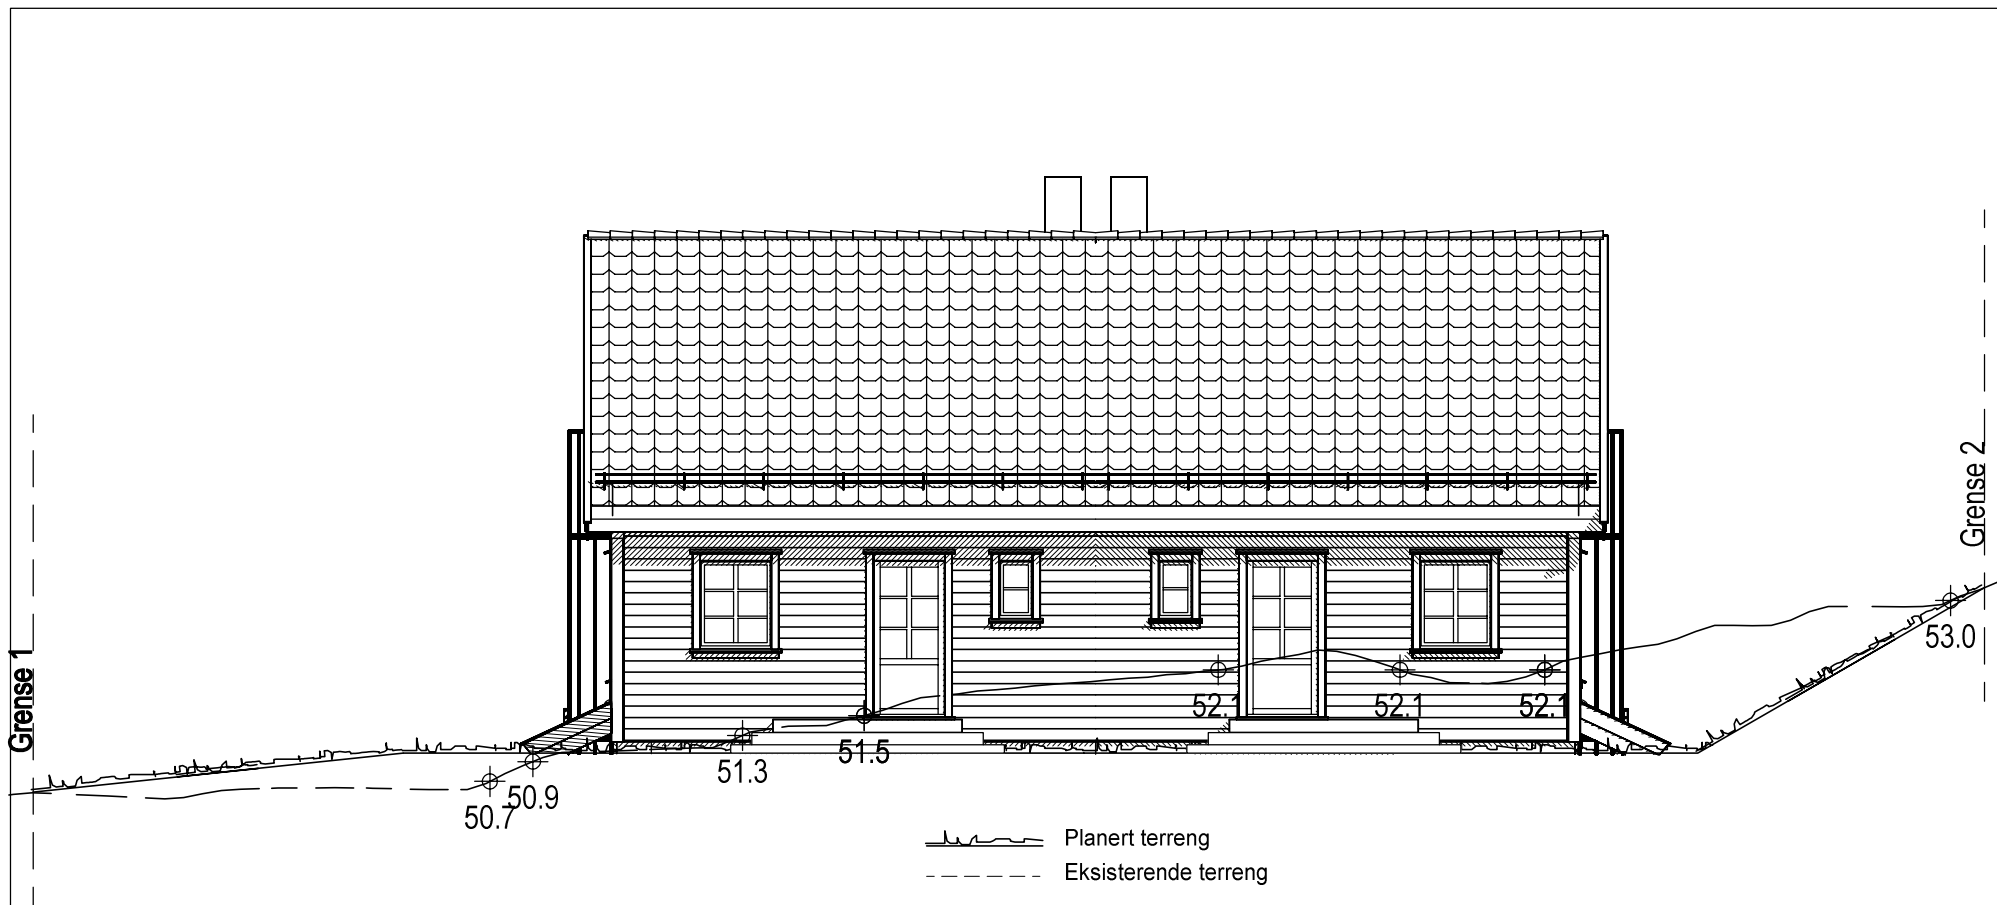 Grense 1
Grense 2
53.0
52.1
52.1
52.1
51.5
51.3
50.9
50.7
Planert terreng
Eksisterende terreng